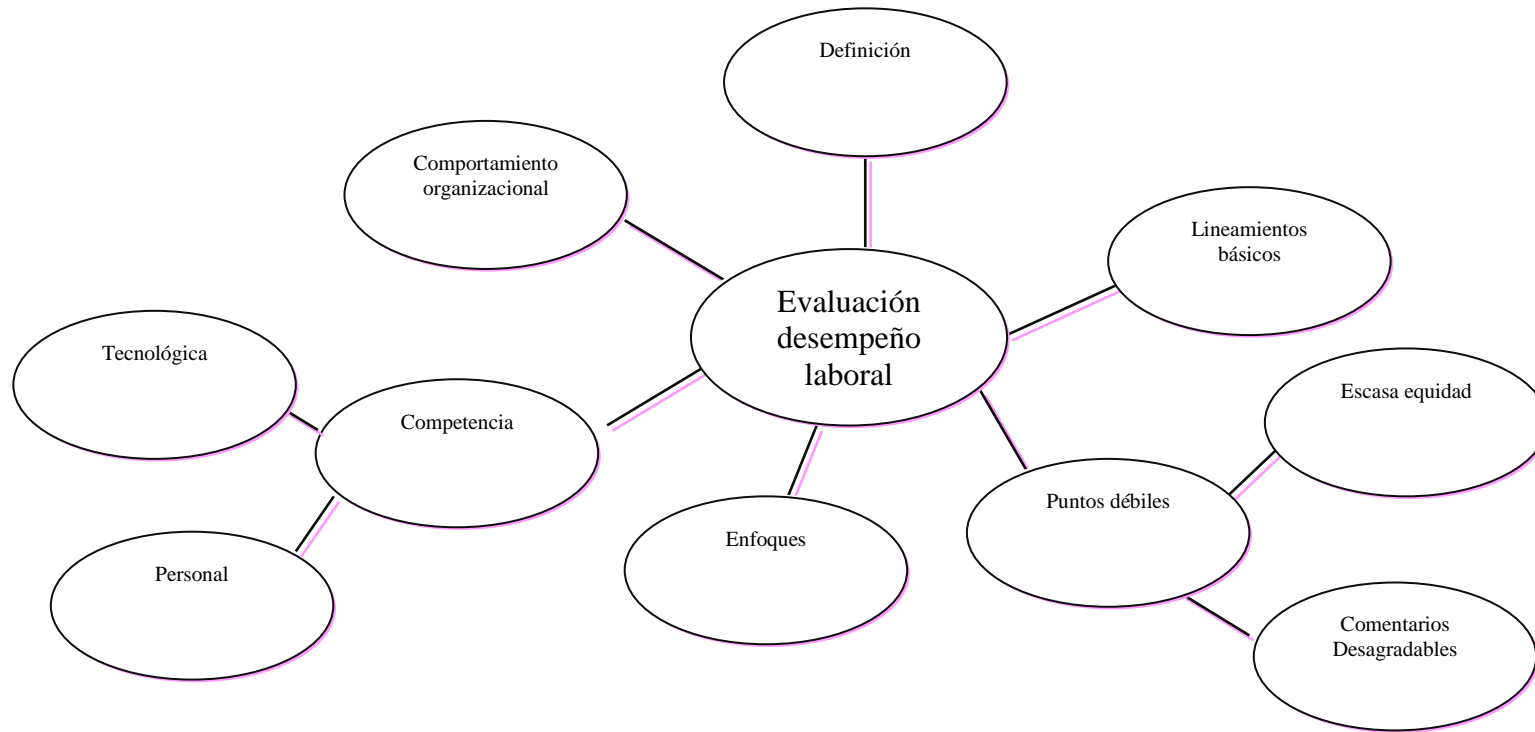 Definición
Comportamiento
organizacional
Lineamientos
básicos
Evaluación
desempeño
laboral
Tecnológica
Escasa equidad
Competencia
Puntos débiles
Enfoques
Personal
Comentarios
Desagradables